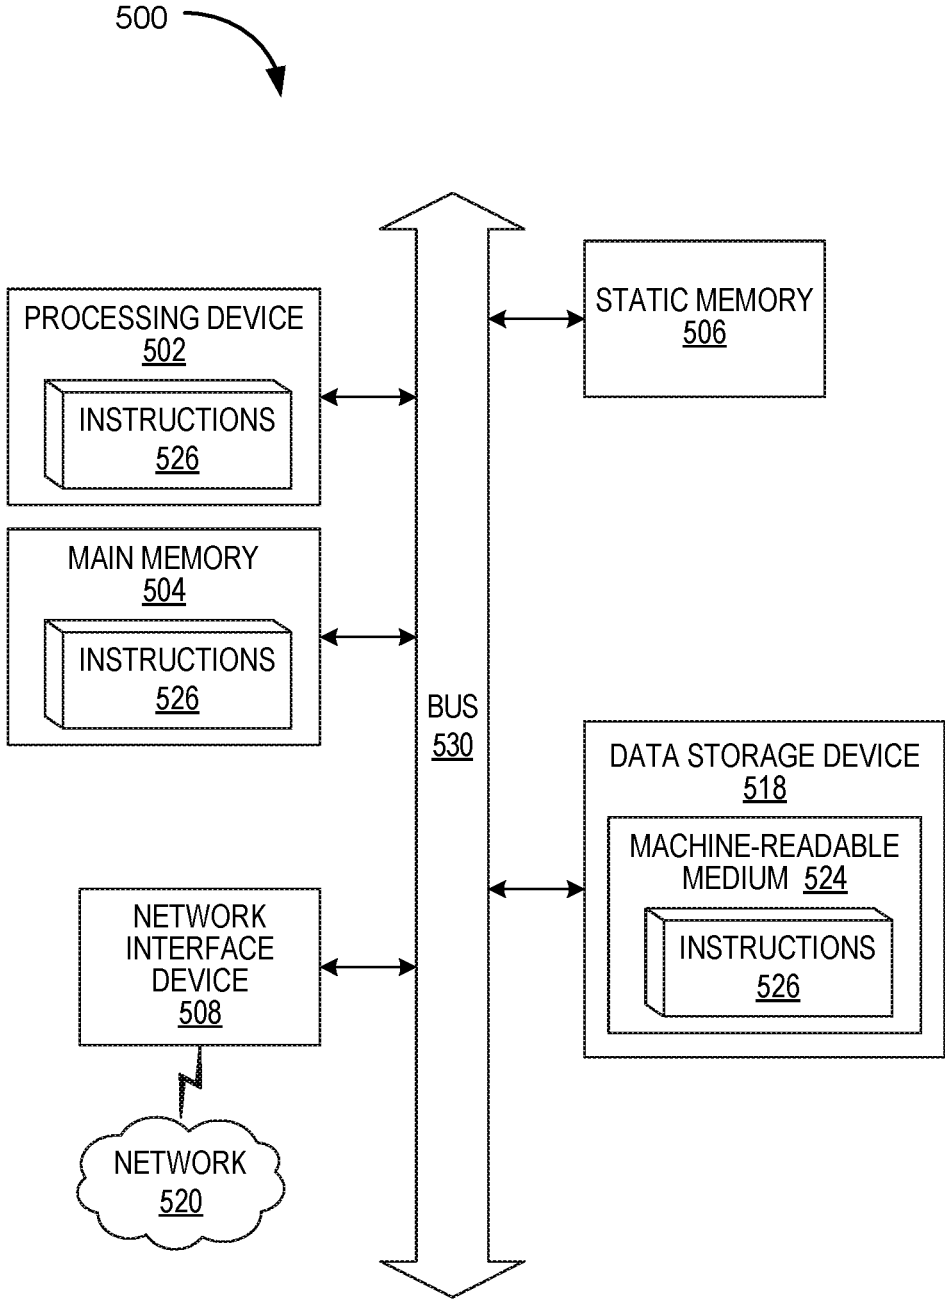 500
PROCESSING DEVICE
502
INSTRUCTIONS
526
MAIN MEMORY
504
INSTRUCTIONS
526
NETWORK
INTERFACE
DEVICE
508
NETWORK
520
BUS
530
STATIC MEMORY
506
DATA STORAGE DEVICE
518
MACHINE-READABLE
MEDIUM 524
INSTRUCTIONS
526